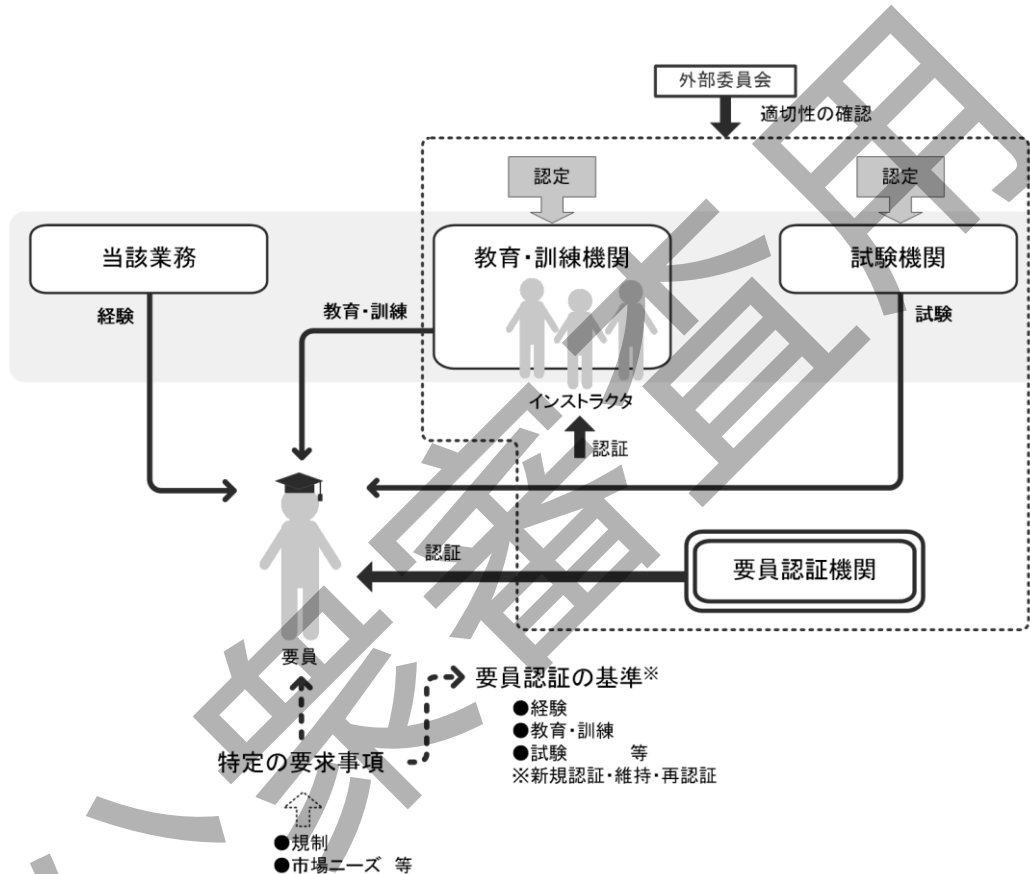 外部委員会
適切性の確認
認定
認定
当該業務
教育・訓練機関
試験機関
経験
教育・訓練
試験
インストラクタ
認証
認証
要員認証機関
要員
要員認証の基準※
●経験
●教育・訓練
●試験 等
※新規認証・維持・再認証
特定の要求事項
●規制
●市場ニーズ 等